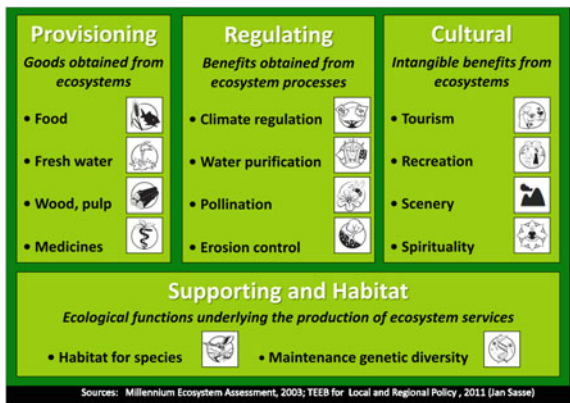 Provisioning
Goods obtained from
ecosystems
• Food
• Fresh water
• Wood, pulp
• Medicines
Regulating
Benefits obtained from
ecosystem processes
• Climate regulation
• Water purification
• Pollination
• Erosion control
Cultural
Intangible benefits from
ecosystems
• Tourism
• Recreation
• Scenery
• Spirituality
Supporting and Habitat
Ecological functions underlying the production of ecosystem services
• Habitat for species
• Maintenance genetic diversity
Sources: Millennium Ecosystem Assessment, 2003; TEEB for Local and Regional Policy , 2011 (Jan Sasse)